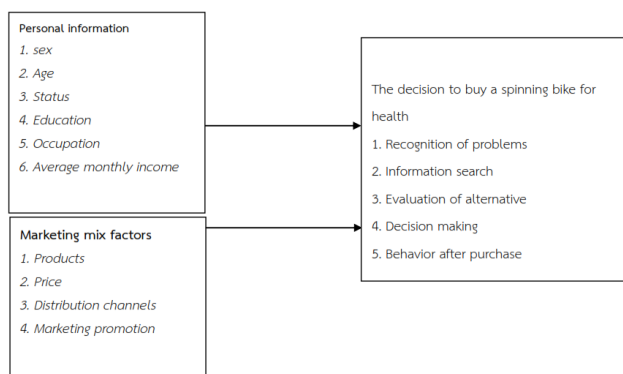 Personal information
1. sex
2. Age
3. Status
4. Education
5. Occupation
6. Average monthly income
Marketing mix factors
1. Products
2. Price
3. Distribution channels
4. Marketing promotion
The decision to buy a spinning bike for
health
1. Recognition of problems
2. Information search
3. Evaluation of alternative
4. Decision making
5. Behavior after purchase